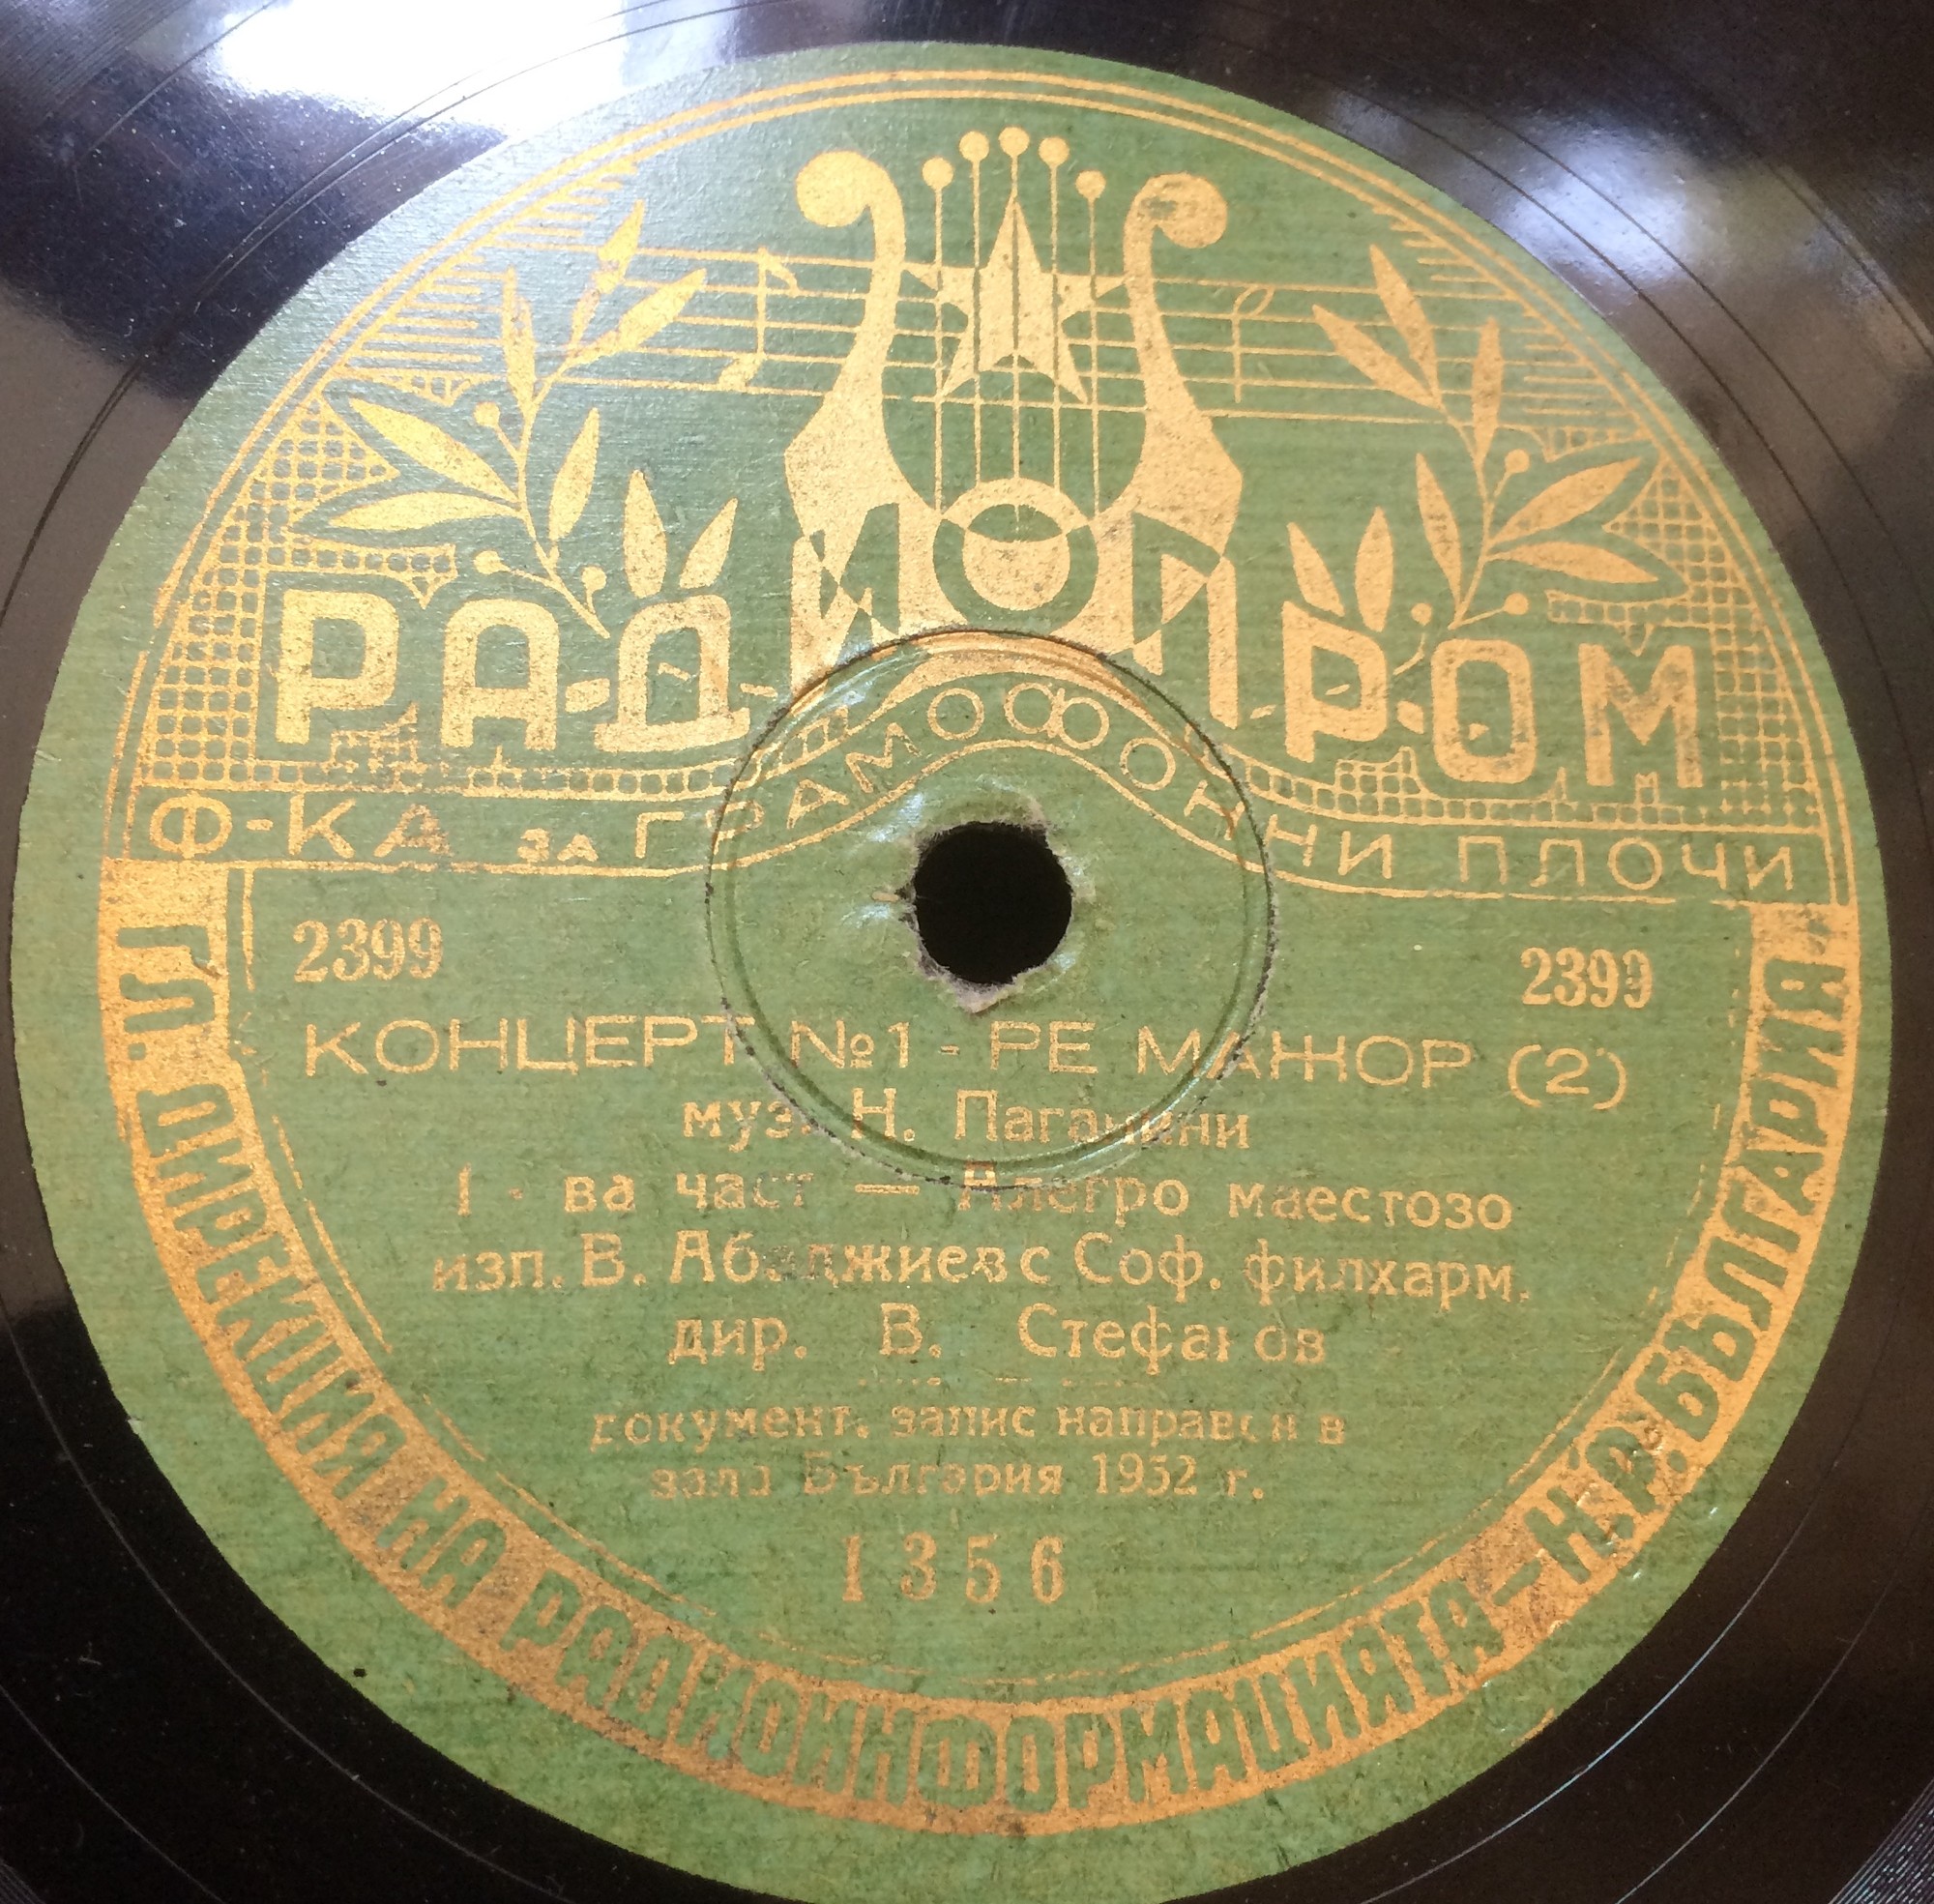 РАДИОПРОМ
Ф-КА ЗА ГРАМОФОННИ ПЛОЧИ
2399 2399
КОНЦЕРТ №1 - РЕ МАЖОР (2)
муз. Н. Паганини
I - ва част — Алегро маестозо
изп. В. Абаджиев с Соф. филхарм.
дир. В. Стефанов
документ. запис направен в
зала България 1952 г.
1356
ГЛ. ДИРЕКЦИЯ НА РАДИОИНФОРМАЦИЯТА – Н.Р. БЪЛГАРИЯ